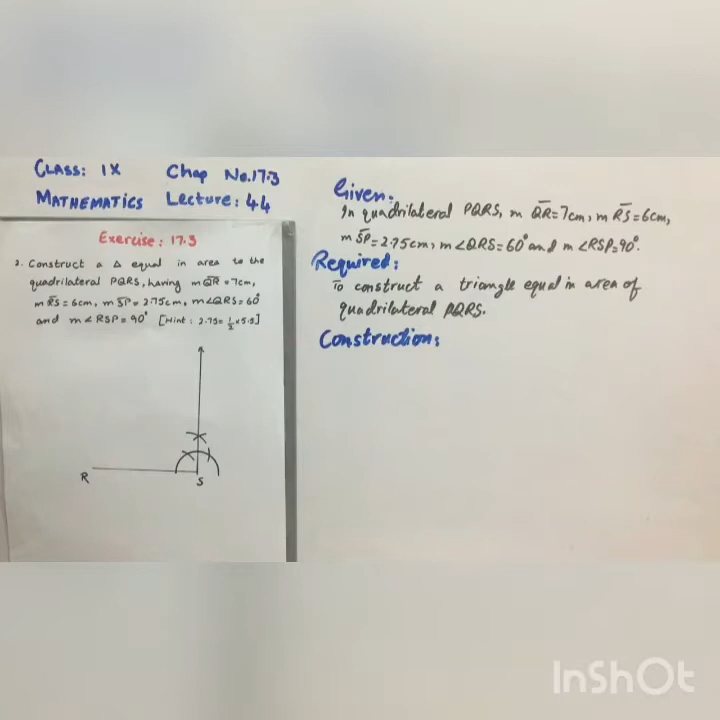 CLASS: IX Chap No.17.3
MATHEMATICS Lecture: 44
Exercise: 17.3
2. Construct a Δ equal in area to the
quadrilateral PQRS, having m QR = 7cm,
m RS = 6cm, m SP = 2.75cm, m∠QRS = 60°
and m∠RSP = 90° [Hint: 2.75 = 1/2 × 5.5]
R
S
Given:
In quadrilateral PQRS, m QR = 7cm, m RS = 6cm,
m SP = 2.75cm, m∠QRS = 60° and m∠RSP = 90°.
Required:
To construct a triangle equal in area of
quadrilateral PQRS.
Construction:
InShOt